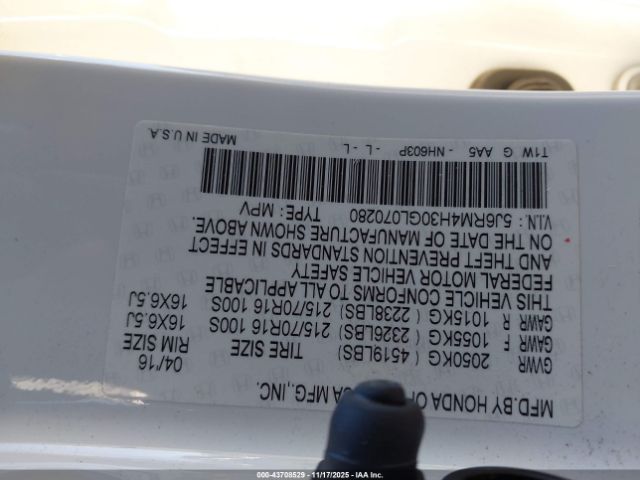 MFD.BY HONDA OF CA MFG.,INC. 04/'16
GVWR 2050KG ( 4519LBS) TIRE SIZE RIM SIZE
GAWR F 1055KG ( 2326LBS) 215/70R16 100S 16X6.5J
GAWR R 1015KG ( 2238LBS) 215/70R16 100S 16X6.5J
THIS VEHICLE CONFORMS TO ALL APPLICABLE
FEDERAL MOTOR VEHICLE SAFETY
AND THEFT PREVENTION STANDARDS IN EFFECT
ON THE DATE OF MANUFACTURE SHOWN ABOVE.
V.I.N. : 5J6RM4H30GL070280 TYPE : MPV
T1W G AA5 - NH603P - L - L MADE IN U.S.A.
000-43708529 11/17/2025 IAA Inc.